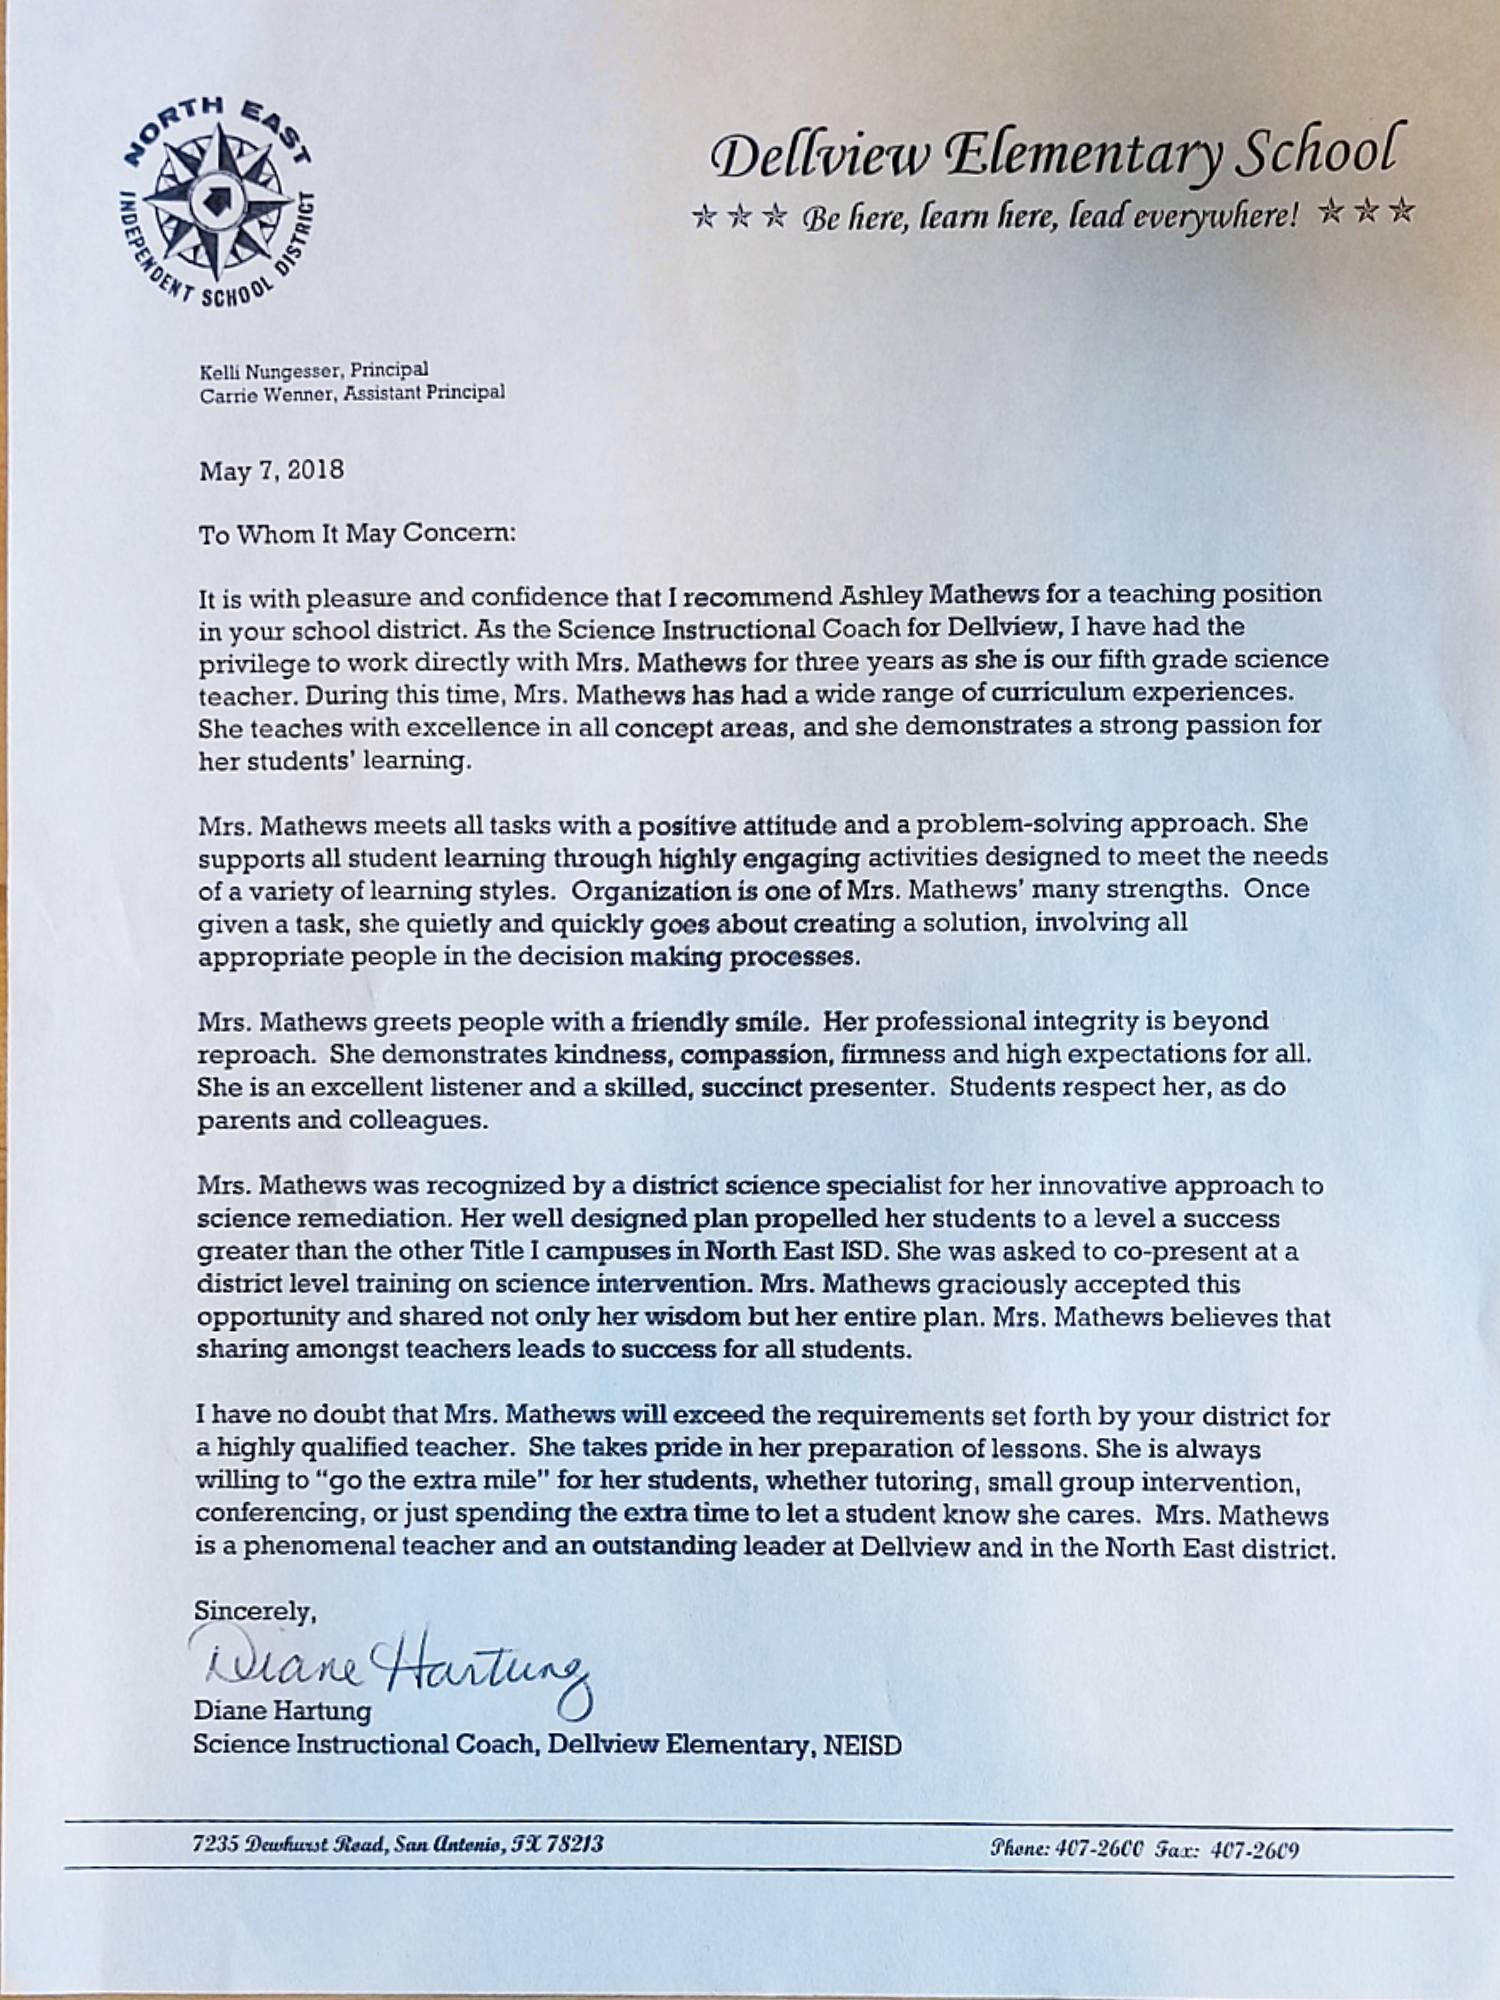 NORTH EAST
INDEPENDENT SCHOOL DISTRICT
Dellview Elementary School
☆ ☆ ☆ Be here, learn here, lead everywhere! ☆ ☆ ☆
Kelli Nungesser, Principal
Carrie Wenner, Assistant Principal
May 7, 2018
To Whom It May Concern:
It is with pleasure and confidence that I recommend Ashley Mathews for a teaching position
in your school district. As the Science Instructional Coach for Dellview, I have had the
privilege to work directly with Mrs. Mathews for three years as she is our fifth grade science
teacher. During this time, Mrs. Mathews has had a wide range of curriculum experiences.
She teaches with excellence in all concept areas, and she demonstrates a strong passion for
her students' learning.
Mrs. Mathews meets all tasks with a positive attitude and a problem-solving approach. She
supports all student learning through highly engaging activities designed to meet the needs
of a variety of learning styles.  Organization is one of Mrs. Mathews' many strengths.  Once
given a task, she quietly and quickly goes about creating a solution, involving all
appropriate people in the decision making processes.
Mrs. Mathews greets people with a friendly smile.  Her professional integrity is beyond
reproach.  She demonstrates kindness, compassion, firmness and high expectations for all.
She is an excellent listener and a skilled, succinct presenter.  Students respect her, as do
parents and colleagues.
Mrs. Mathews was recognized by a district science specialist for her innovative approach to
science remediation. Her well designed plan propelled her students to a level a success
greater than the other Title I campuses in North East ISD. She was asked to co-present at a
district level training on science intervention. Mrs. Mathews graciously accepted this
opportunity and shared not only her wisdom but her entire plan. Mrs. Mathews believes that
sharing amongst teachers leads to success for all students.
I have no doubt that Mrs. Mathews will exceed the requirements set forth by your district for
a highly qualified teacher.  She takes pride in her preparation of lessons. She is always
willing to “go the extra mile” for her students, whether tutoring, small group intervention,
conferencing, or just spending the extra time to let a student know she cares.  Mrs. Mathews
is a phenomenal teacher and an outstanding leader at Dellview and in the North East district.
Sincerely,
Diane Hartung
Diane Hartung
Science Instructional Coach, Dellview Elementary, NEISD
7235 Dewhurst Road, San Antonio, TX 78213
Phone: 407-2600  Fax:  407-2609